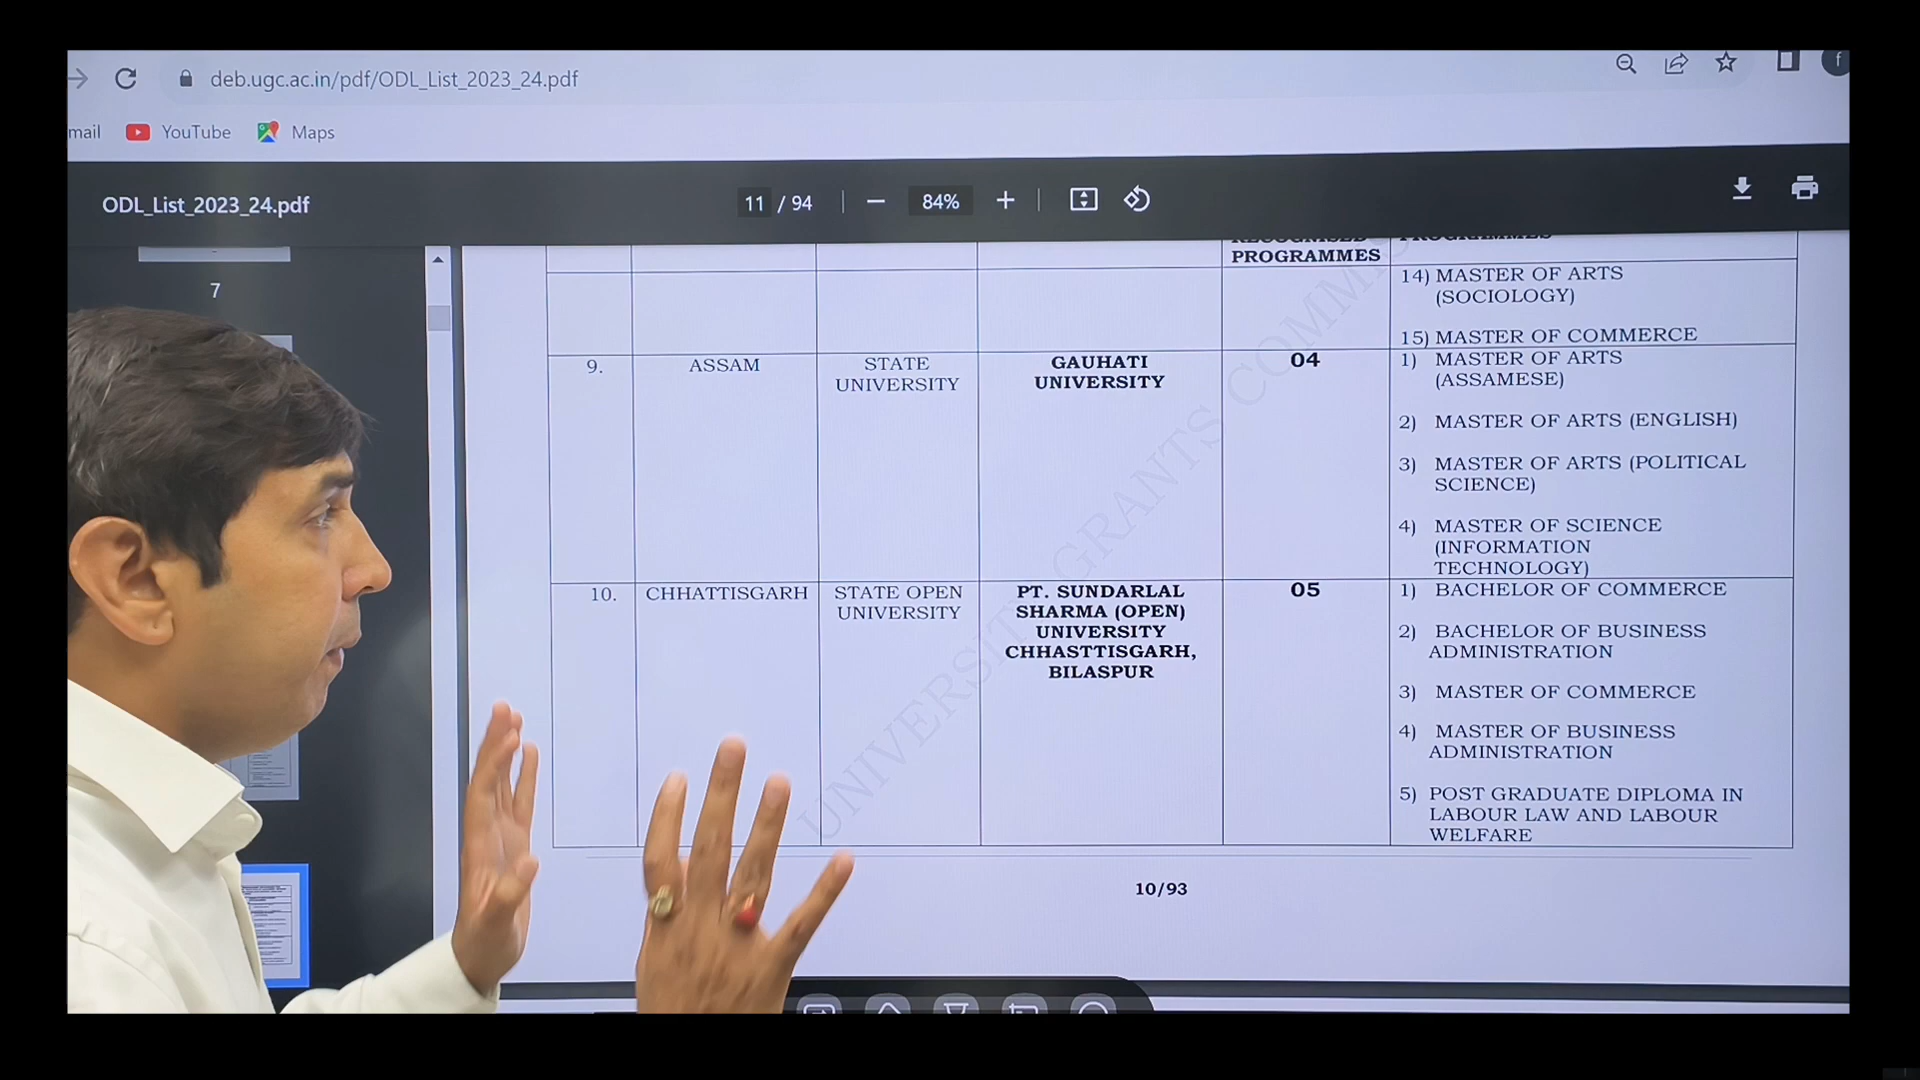 deb.ugc.ac.in/pdf/ODL_List_2023_24.pdf
f
mail YouTube Maps
ODL_List_2023_24.pdf
11 / 94
84%
7
PROGRAMMES
14) MASTER OF ARTS
(SOCIOLOGY)
15) MASTER OF COMMERCE
9.
ASSAM
STATE
UNIVERSITY
GAUHATI
UNIVERSITY
04
1) MASTER OF ARTS
(ASSAMESE)
2) MASTER OF ARTS (ENGLISH)
3) MASTER OF ARTS (POLITICAL
SCIENCE)
4) MASTER OF SCIENCE
(INFORMATION
TECHNOLOGY)
10.
CHHATTISGARH
STATE OPEN
UNIVERSITY
PT. SUNDARLAL
SHARMA (OPEN)
UNIVERSITY
CHHASTTISGARH,
BILASPUR
05
1) BACHELOR OF COMMERCE
2) BACHELOR OF BUSINESS
ADMINISTRATION
3) MASTER OF COMMERCE
4) MASTER OF BUSINESS
ADMINISTRATION
5) POST GRADUATE DIPLOMA IN
LABOUR LAW AND LABOUR
WELFARE
UNIVERSITY GRANTS COMMIS
10/93